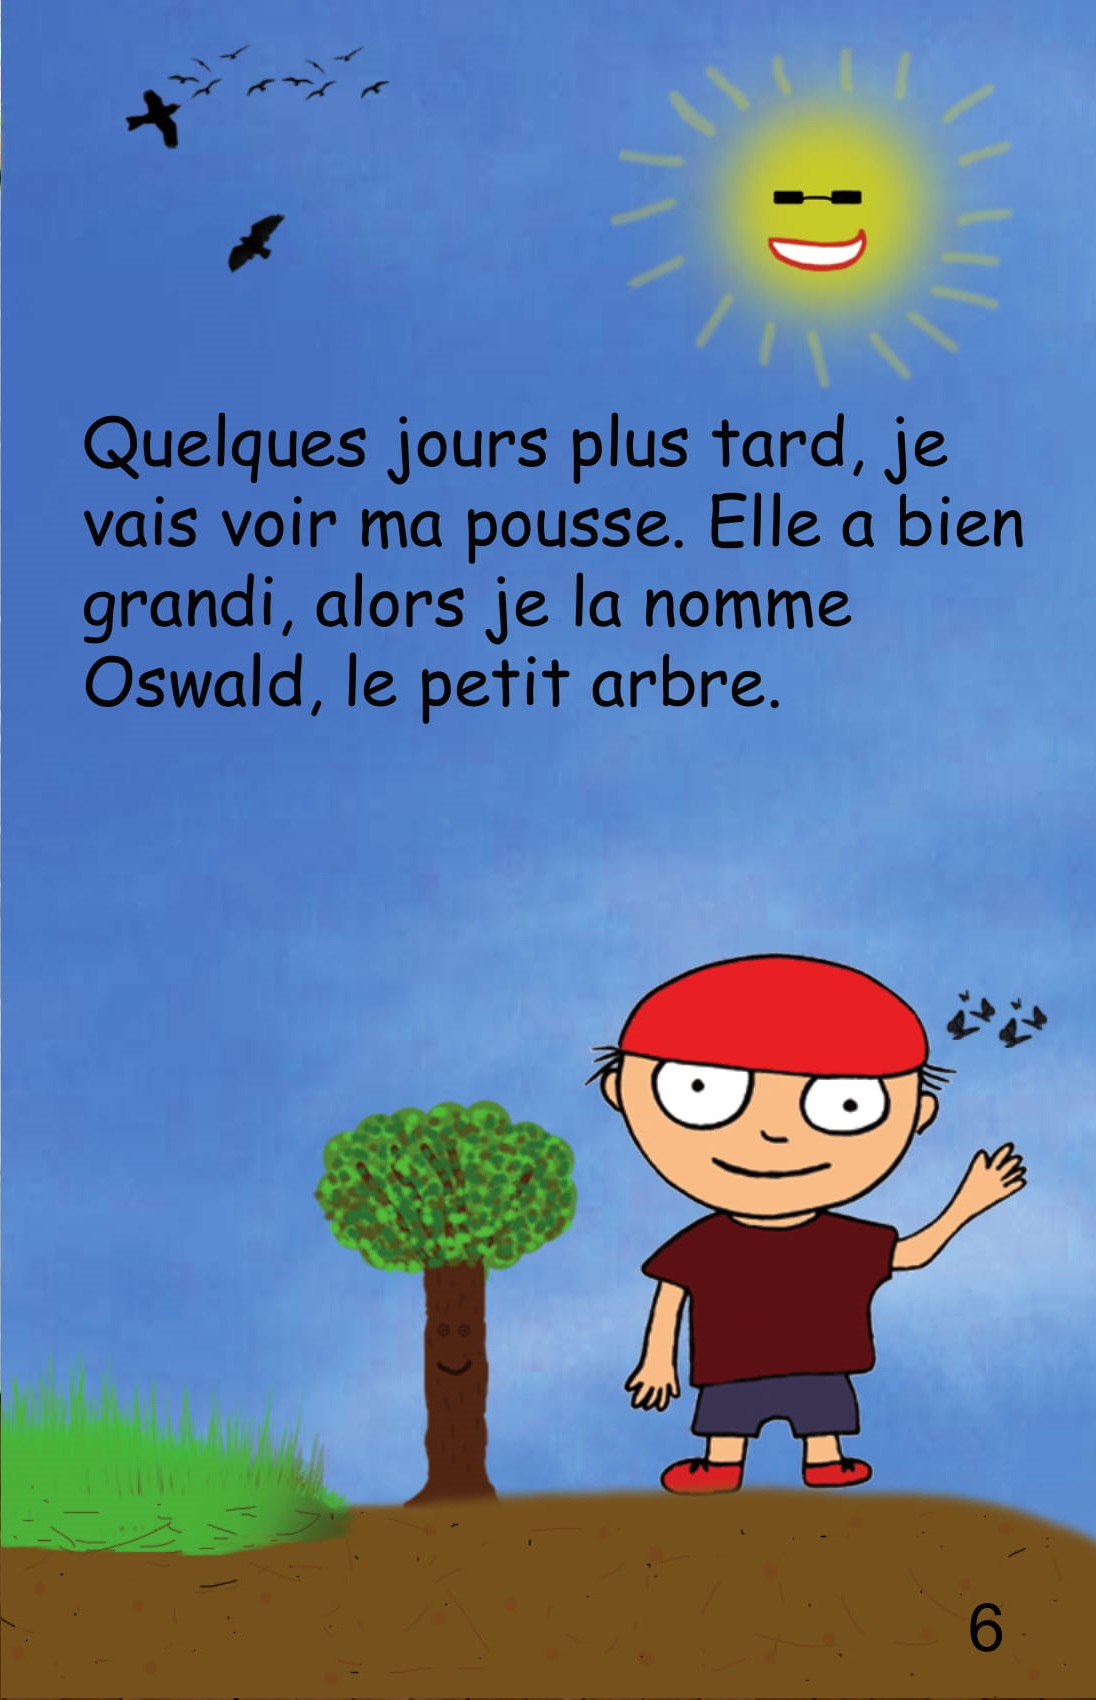 Quelques jours plus tard, je
vais voir ma pousse. Elle a bien
grandi, alors je la nomme
Oswald, le petit arbre.
6